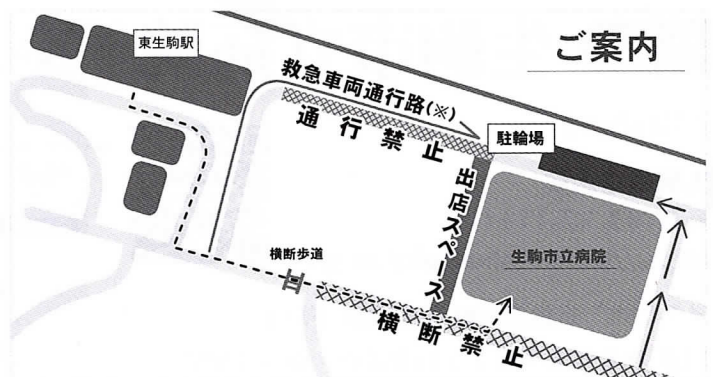 ご案内
東生駒駅
救急車両通行路(※)
通行禁止
駐輪場
出店スペース
生駒市立病院
横断歩道
横断禁止